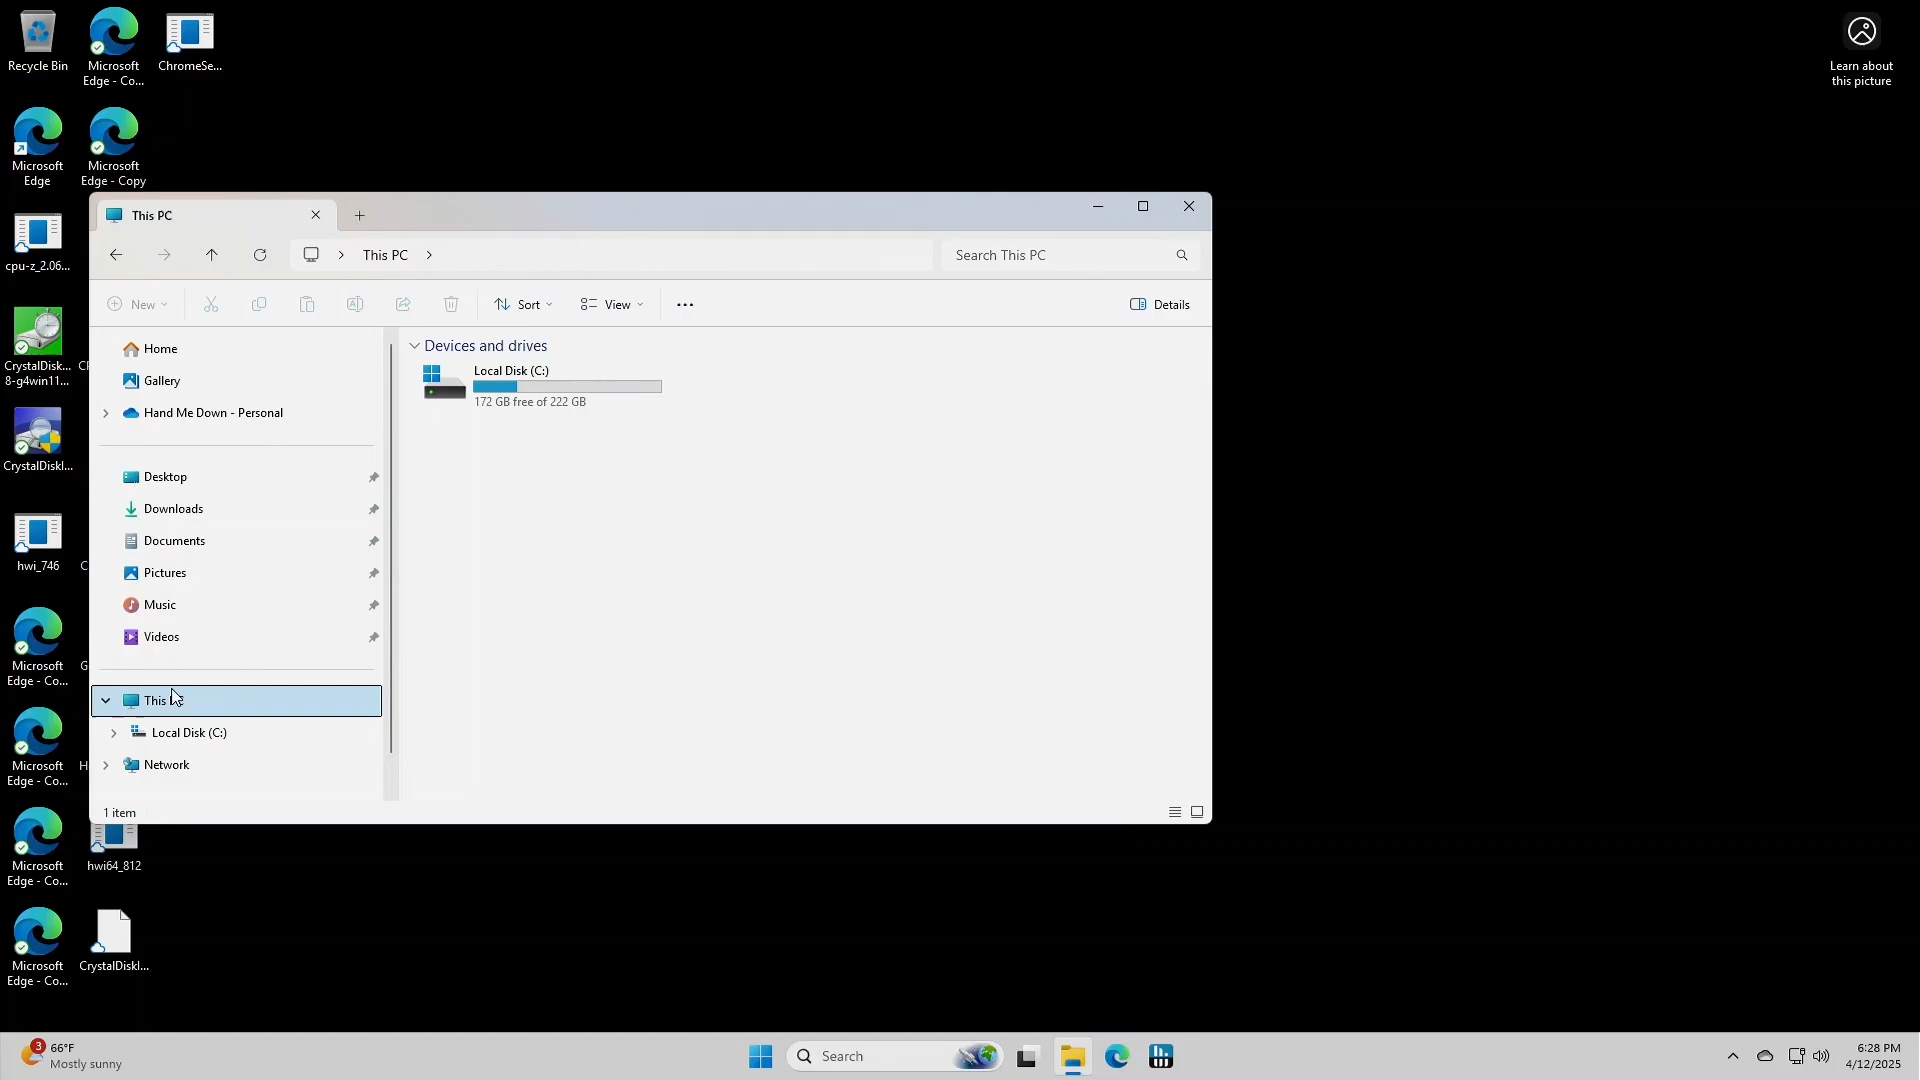 Recycle Bin
Microsoft
Edge - Co...
ChromeSe...
Learn about
this picture
Microsoft
Edge
Microsoft
Edge - Copy
cpu-z_2.06...
CrystalDisk...
8-g4win11...
CrystalDiskI...
hwi_746
Microsoft
Edge - Co...
Microsoft
Edge - Co...
Microsoft
Edge - Co...
hwi64_812
Microsoft
Edge - Co...
CrystalDiskI...
This PC
This PC
Search This PC
New
Sort
View
Details
Home
Gallery
Hand Me Down - Personal
Desktop
Downloads
Documents
Pictures
Music
Videos
This
Local Disk (C:)
Network
Devices and drives
Local Disk (C:)
172 GB free of 222 GB
1 item
3
66°F
Mostly sunny
Search
6:28 PM
4/12/2025